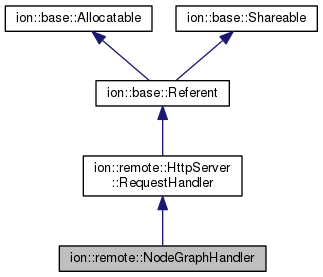 ion::base::Allocatable
ion::base::Shareable
ion::base::Referent
ion::remote::HttpServer
::RequestHandler
ion::remote::NodeGraphHandler